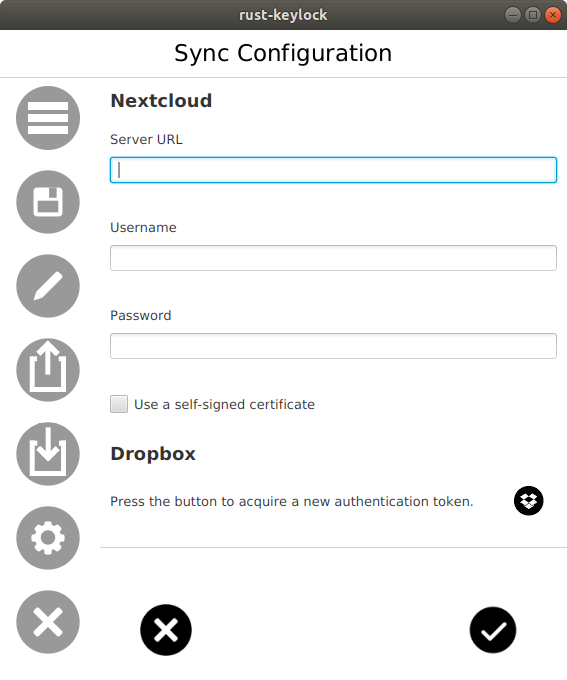 rust-keylock
Sync Configuration
Nextcloud
Server URL
Username
Password
Use a self-signed certificate
Dropbox
Press the button to acquire a new authentication token.